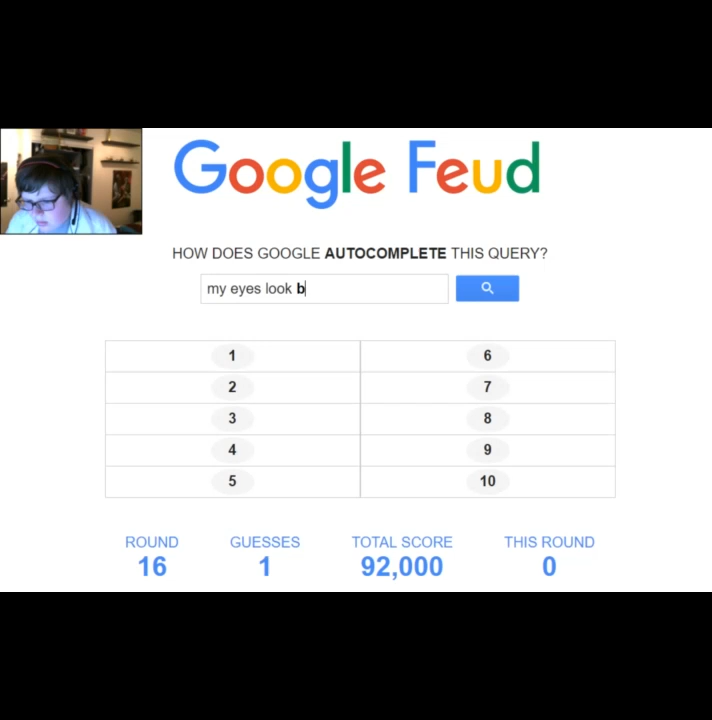 Google Feud
HOW DOES GOOGLE AUTOCOMPLETE THIS QUERY?
my eyes look b
1 6
2 7
3 8
4 9
5 10
ROUND GUESSES TOTAL SCORE THIS ROUND
16 1 92,000 0